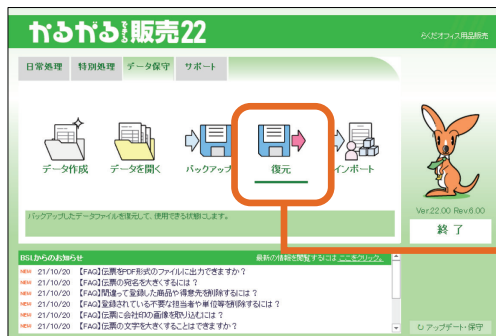 かるがるできる販売22
らくだオフィス用品販売
日常処理 特別処理 データ保守 サポート
データ作成 データを開く バックアップ 復元 インポート
バックアップしたデータファイルを復元して、使用できる状態にします。
Ver.22.00 Rev.6.00
終了
BSLからのお知らせ 最新の情報を閲覧するには ここをクリック。
NEW 21/10/20 【FAQ】伝票をPDF形式のファイルに出力できますか？
NEW 21/10/20 【FAQ】伝票の宛名を大きくするには？
NEW 21/10/20 【FAQ】間違って登録した商品や得意先を削除するには？
NEW 21/10/20 【FAQ】登録されている不要な担当者や単位等を削除するには？
NEW 21/10/20 【FAQ】伝票に会社印の画像を取り込むには？
NEW 21/10/20 【FAQ】伝票の文字を大きくすることはできますか？
アップデート・保守